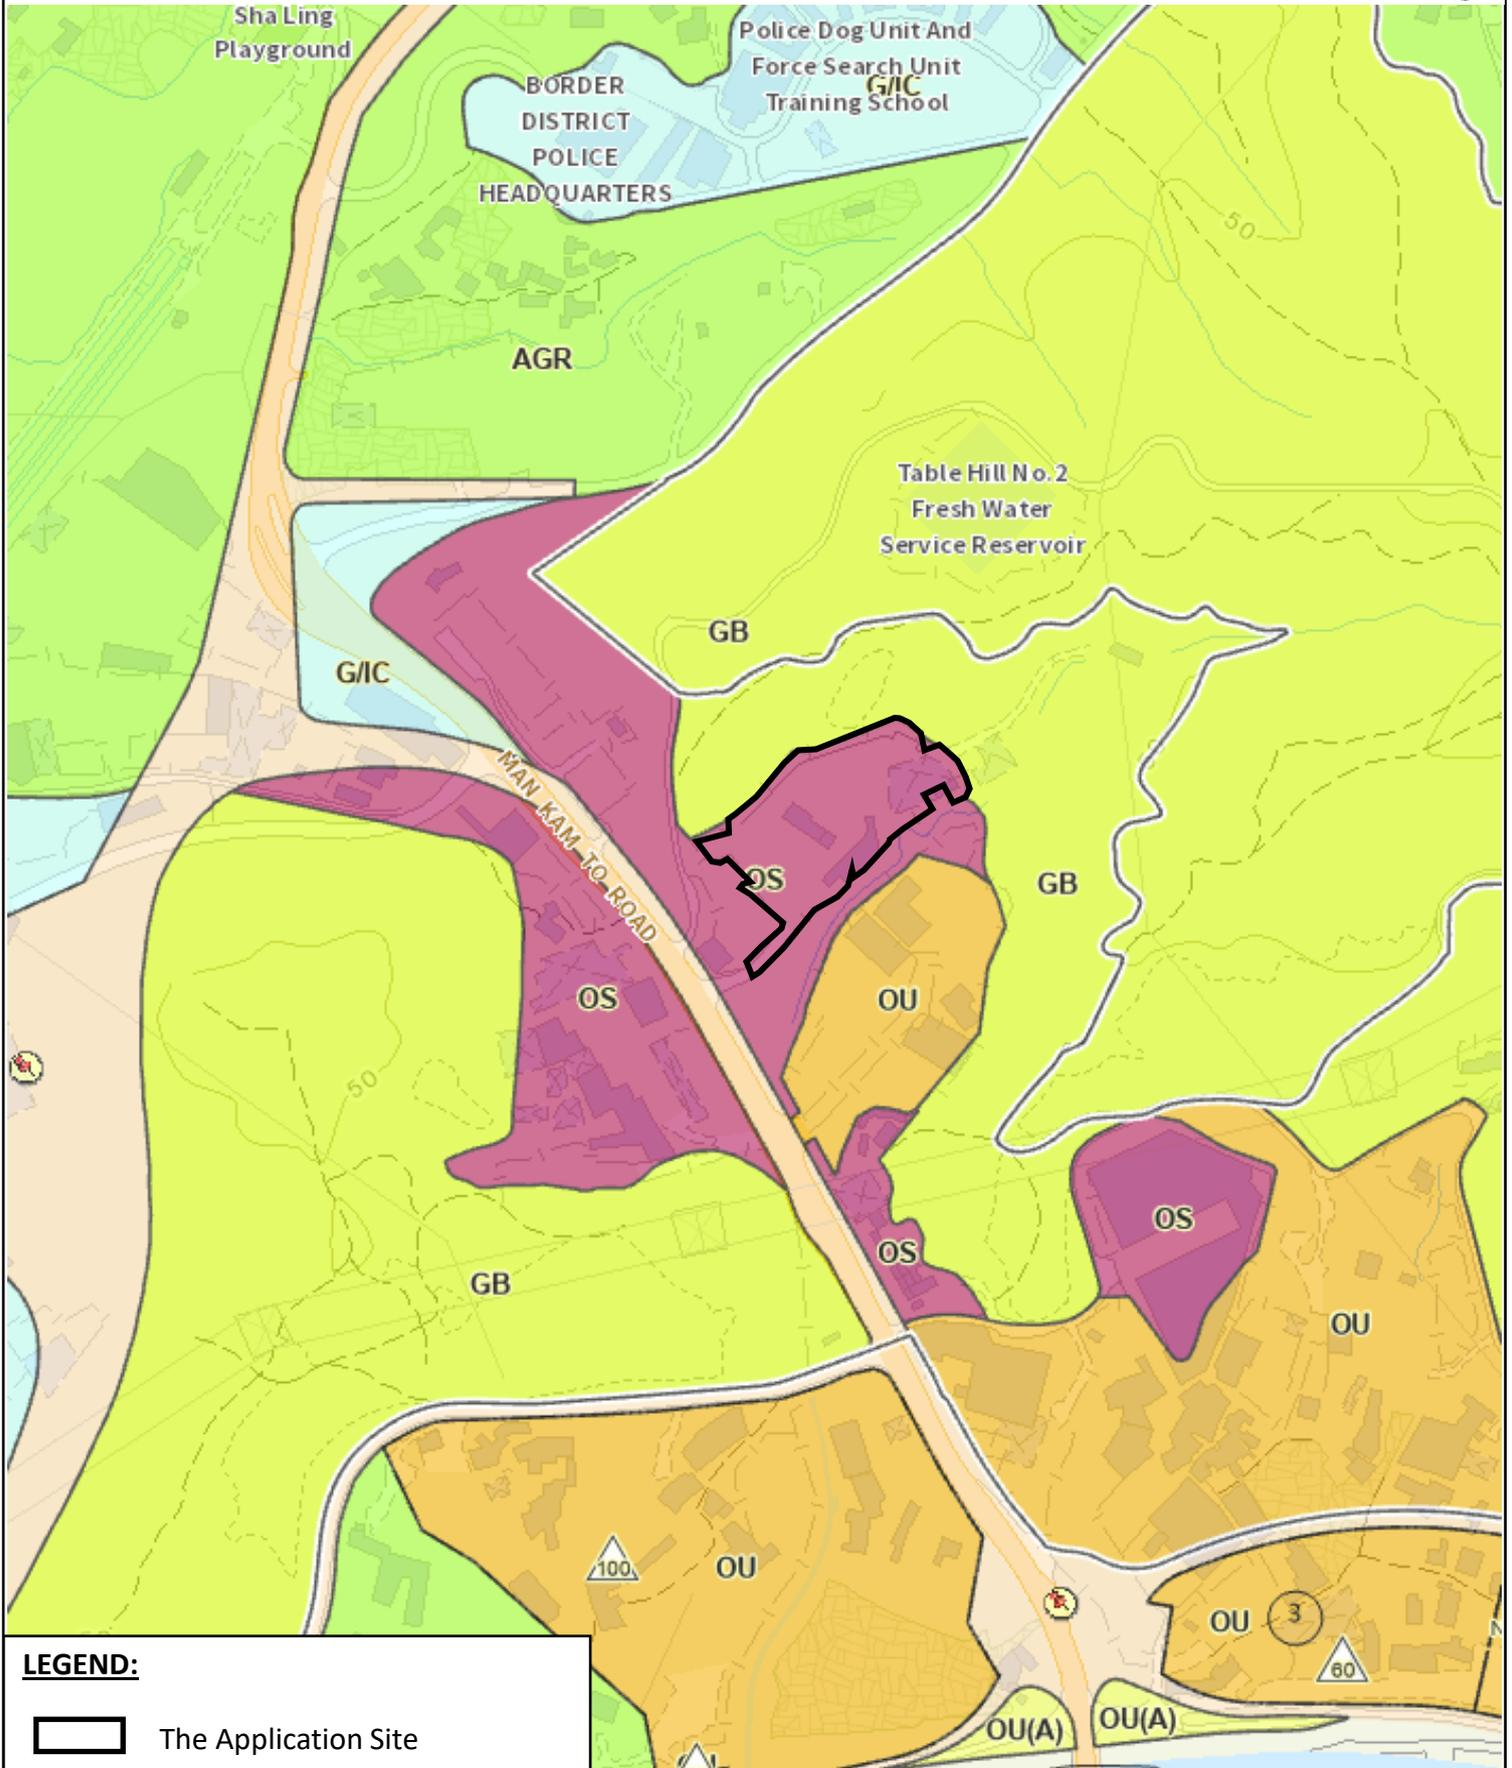 Sha Ling
Playground
Police Dog Unit And
Force Search Unit
G/IC
Training School
BORDER
DISTRICT
POLICE
HEADQUARTERS
50
AGR
Table Hill No.2
Fresh Water
Service Reservoir
GB
G/IC
MAN KAM TO ROAD
OS
GB
OS
OU
50
OS
OS
GB
OU
100
OU
OU
3
60
OU(A)
OU(A)
LEGEND:
The Application Site